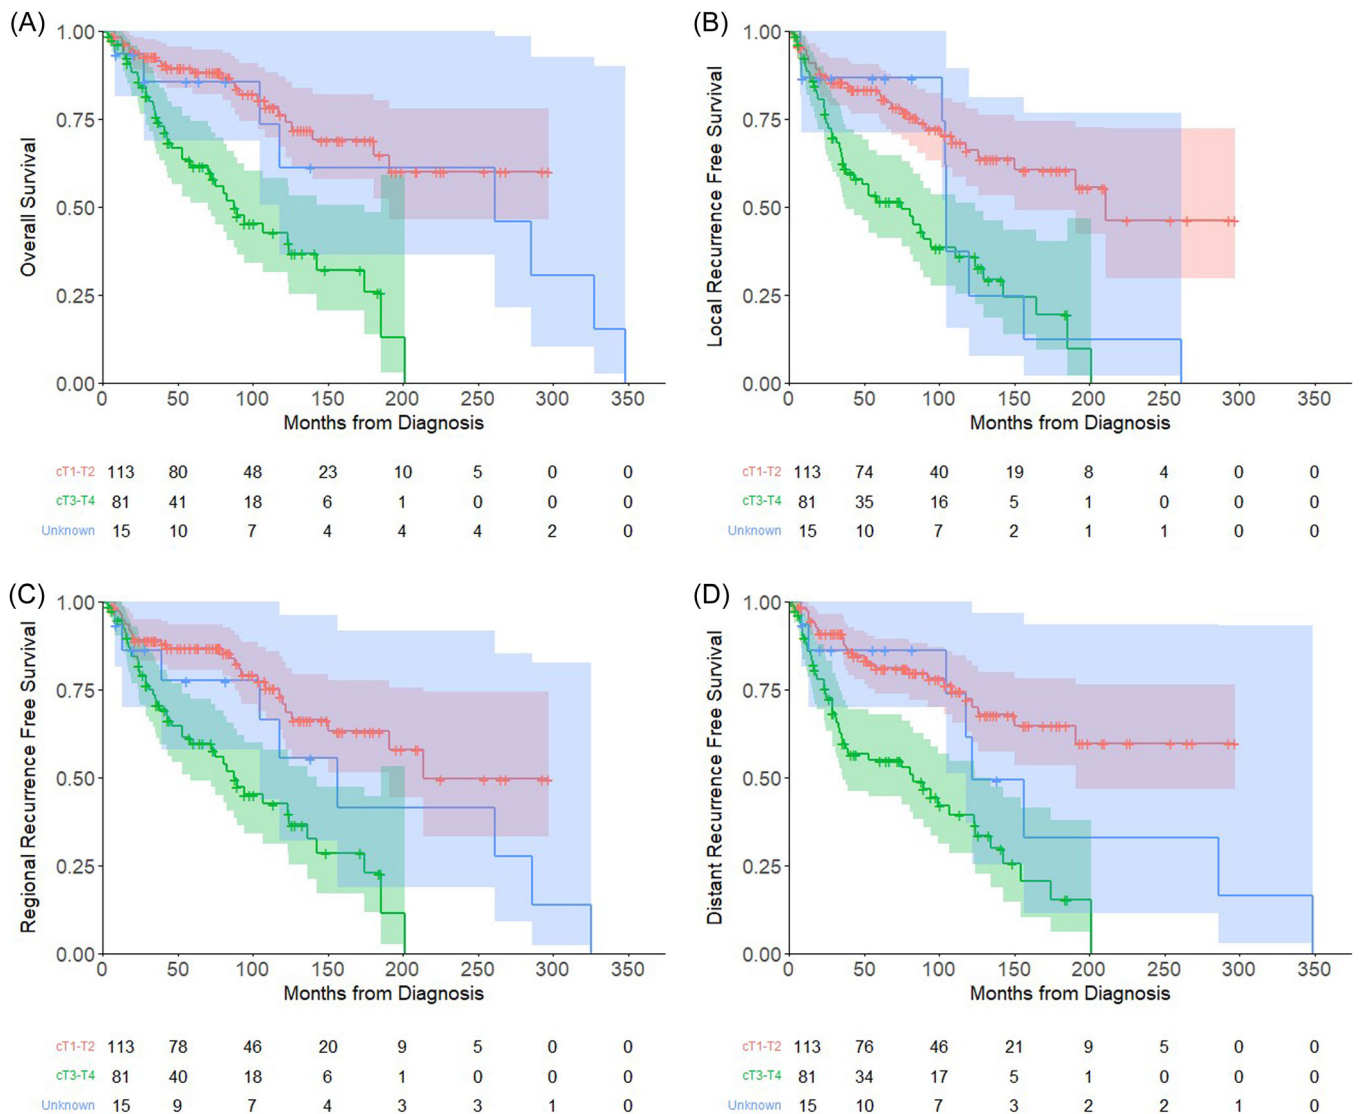 (A)
Overall Survival
1.00
0.75
0.50
0.25
0.00
0 50 100 150 200 250 300 350
Months from Diagnosis
cT1-T2 113 80 48 23 10 5 0 0
cT3-T4 81 41 18 6 1 0 0 0
Unknown 15 10 7 4 4 4 2 0
(B)
Local Recurrence Free Survival
1.00
0.75
0.50
0.25
0.00
0 50 100 150 200 250 300 350
Months from Diagnosis
cT1-T2 113 74 40 19 8 4 0 0
cT3-T4 81 35 16 5 1 0 0 0
Unknown 15 10 7 2 1 1 0 0
(C)
Regional Recurrence Free Survival
1.00
0.75
0.50
0.25
0.00
0 50 100 150 200 250 300 350
Months from Diagnosis
cT1-T2 113 78 46 20 9 5 0 0
cT3-T4 81 40 18 6 1 0 0 0
Unknown 15 9 7 4 3 3 1 0
(D)
Distant Recurrence Free Survival
1.00
0.75
0.50
0.25
0.00
0 50 100 150 200 250 300 350
Months from Diagnosis
cT1-T2 113 76 46 21 9 5 0 0
cT3-T4 81 34 17 5 1 0 0 0
Unknown 15 10 7 3 2 2 1 0